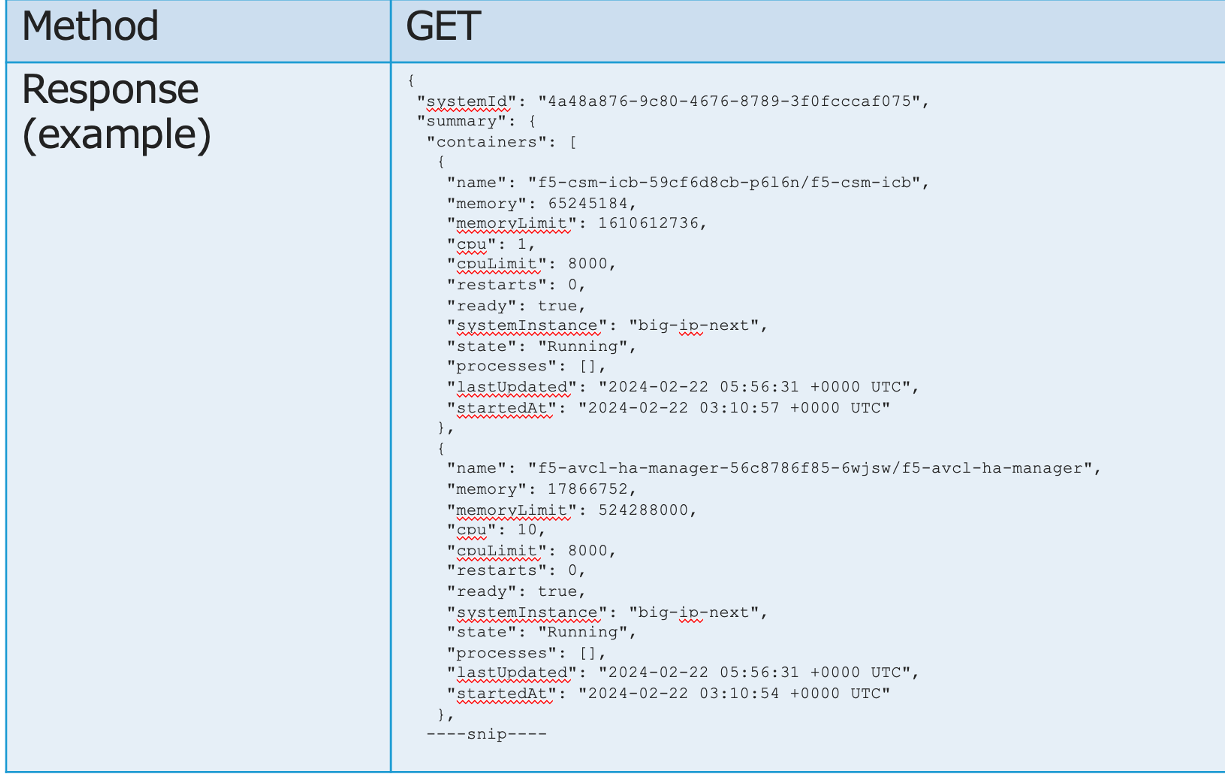 Method
GET
Response
(example)
{
"systemId": "4a48a876-9c80-4676-8789-3f0fcccaf075",
"summary": {
"containers": [
{
"name": "f5-csm-icb-59cf6d8cb-p6l6n/f5-csm-icb",
"memory": 65245184,
"memoryLimit": 1610612736,
"cpu": 1,
"cpuLimit": 8000,
"restarts": 0,
"ready": true,
"systemInstance": "big-ip-next",
"state": "Running",
"processes": [],
"lastUpdated": "2024-02-22 05:56:31 +0000 UTC",
"startedAt": "2024-02-22 03:10:57 +0000 UTC"
},
{
"name": "f5-avcl-ha-manager-56c8786f85-6wjsw/f5-avcl-ha-manager",
"memory": 17866752,
"memoryLimit": 524288000,
"cpu": 10,
"cpuLimit": 8000,
"restarts": 0,
"ready": true,
"systemInstance": "big-ip-next",
"state": "Running",
"processes": [],
"lastUpdated": "2024-02-22 05:56:31 +0000 UTC",
"startedAt": "2024-02-22 03:10:54 +0000 UTC"
},
----snip----